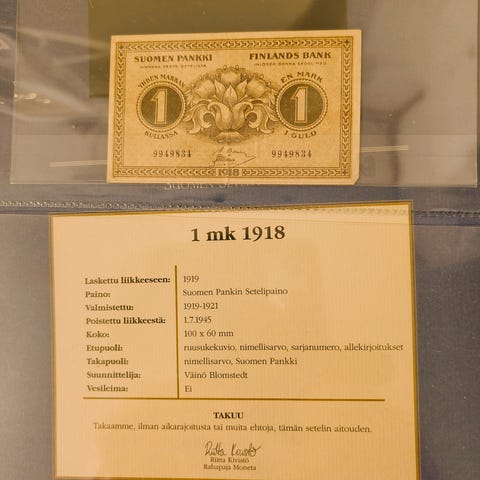 SUOMEN PANKKI FINLANDS BANK
YHDEN MARKAN EN MARK
1 1
KULLASSA I GULD
9949834 9949834
1918
1 mk 1918
Laskettu liikkeeseen: 1919
Paino: Suomen Pankin Setelipaino
Valmistettu: 1919-1921
Poistettu liikkeestä: 1.7.1945
Koko: 100 x 60 mm
Etupuoli: ruusukekuvio, nimellisarvo, sarjanumero, allekirjoitukset
Takapuoli: nimellisarvo, Suomen Pankki
Suunnittelija: Väinö Blomstedt
Vesileima: Ei
TAKUU
Takaamme, ilman aikarajoitusta tai muita ehtoja, tämän setelin aitouden.
Riitta Kivistö
Rahapaja Moneta